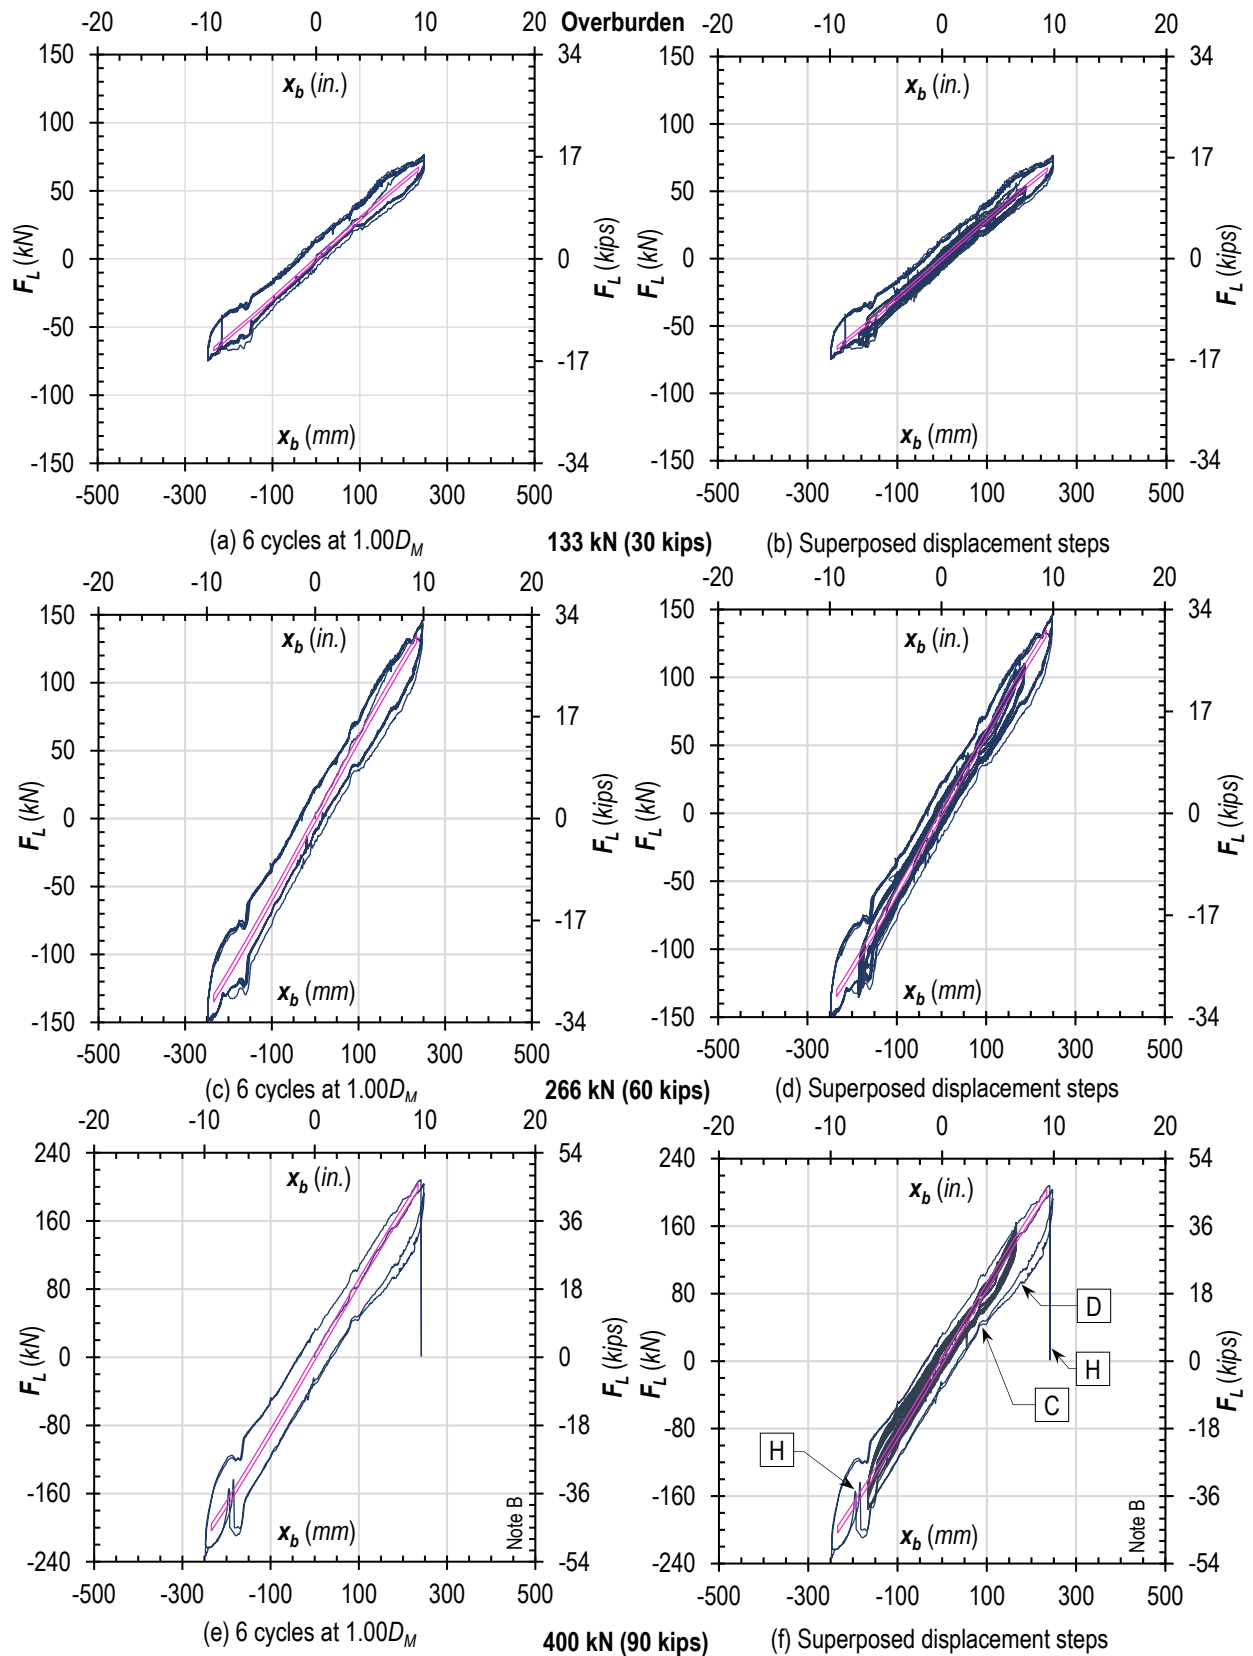 -20 -10 0 10 20 Overburden -20 -10 0 10 20
150 34 150 34
x_b (in.) x_b (in.)
100 100
17 17
50 50
F_L (kN) 0 0 F_L (kips) F_L (kN) 0 0 F_L (kips)
-50 -50
-17 -17
-100 -100
x_b (mm) x_b (mm)
-150 -34 -150 -34
-500 -300 -100 100 300 500 -500 -300 -100 100 300 500
(a) 6 cycles at 1.00D_M 133 kN (30 kips) (b) Superposed displacement steps
-20 -10 0 10 20 -20 -10 0 10 20
150 34 150 34
x_b (in.) x_b (in.)
100 100
17 17
50 50
F_L (kN) 0 0 F_L (kips) F_L (kN) 0 0 F_L (kips)
-50 -50
-17 -17
-100 -100
x_b (mm) x_b (mm)
-150 -34 -150 -34
-500 -300 -100 100 300 500 -500 -300 -100 100 300 500
(c) 6 cycles at 1.00D_M 266 kN (60 kips) (d) Superposed displacement steps
-20 -10 0 10 20 -20 -10 0 10 20
240 54 240 54
x_b (in.) x_b (in.)
160 36 160 36
80 18 80 18
D
F_L (kN) 0 0 F_L (kips) F_L (kN) 0 0 F_L (kips)
H
C
-80 -18 -80 -18
H
-160 -36 -160 -36
x_b (mm) Note B x_b (mm) Note B
-240 -54 -240 -54
-500 -300 -100 100 300 500 -500 -300 -100 100 300 500
(e) 6 cycles at 1.00D_M 400 kN (90 kips) (f) Superposed displacement steps